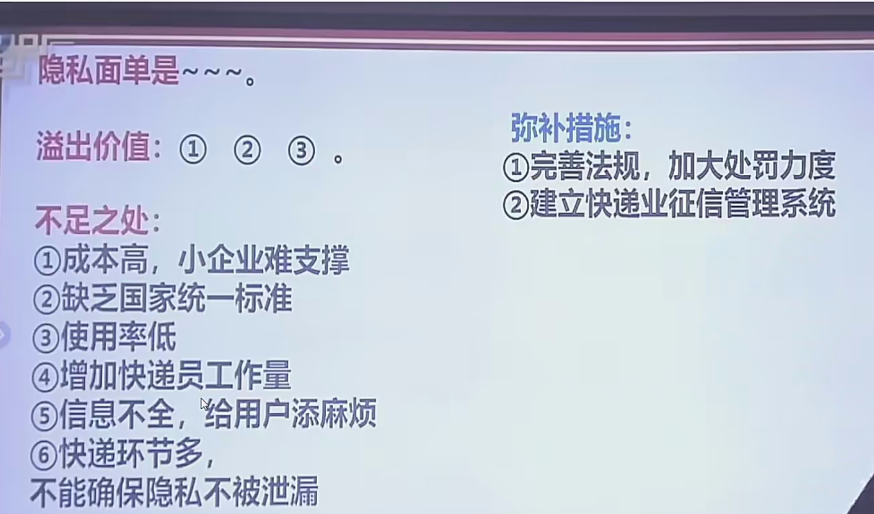 隐私面单是~~~。
溢出价值：① ② ③ 。
不足之处：
①成本高，小企业难支撑
②缺乏国家统一标准
③使用率低
④增加快递员工作量
⑤信息不全，给用户添麻烦
⑥快递环节多，
不能确保隐私不被泄漏
弥补措施：
①完善法规，加大处罚力度
②建立快递业征信管理系统